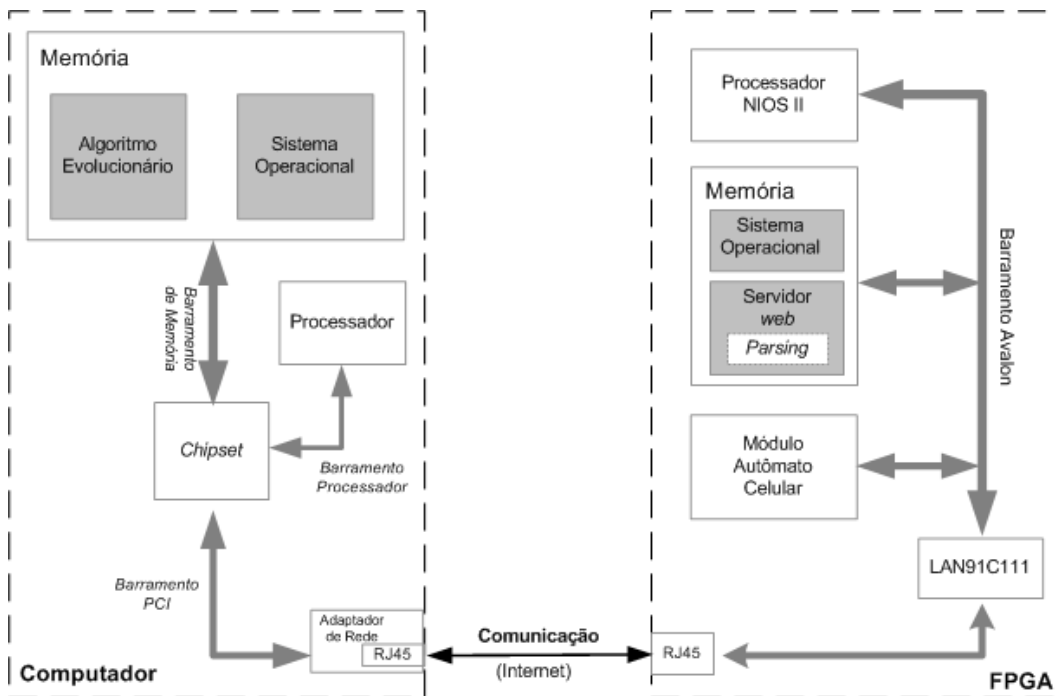 Memória
Algoritmo
Evolucionário
Sistema
Operacional
Barramento
de Memória
Processador
Chipset
Barramento
Processador
Barramento
PCI
Adaptador
de Rede
RJ45
Computador
Comunicação
(Internet)
Processador
NIOS II
Memória
Sistema
Operacional
Servidor
web
Parsing
Barramento Avalon
Módulo
Autômato
Celular
LAN91C111
RJ45
FPGA